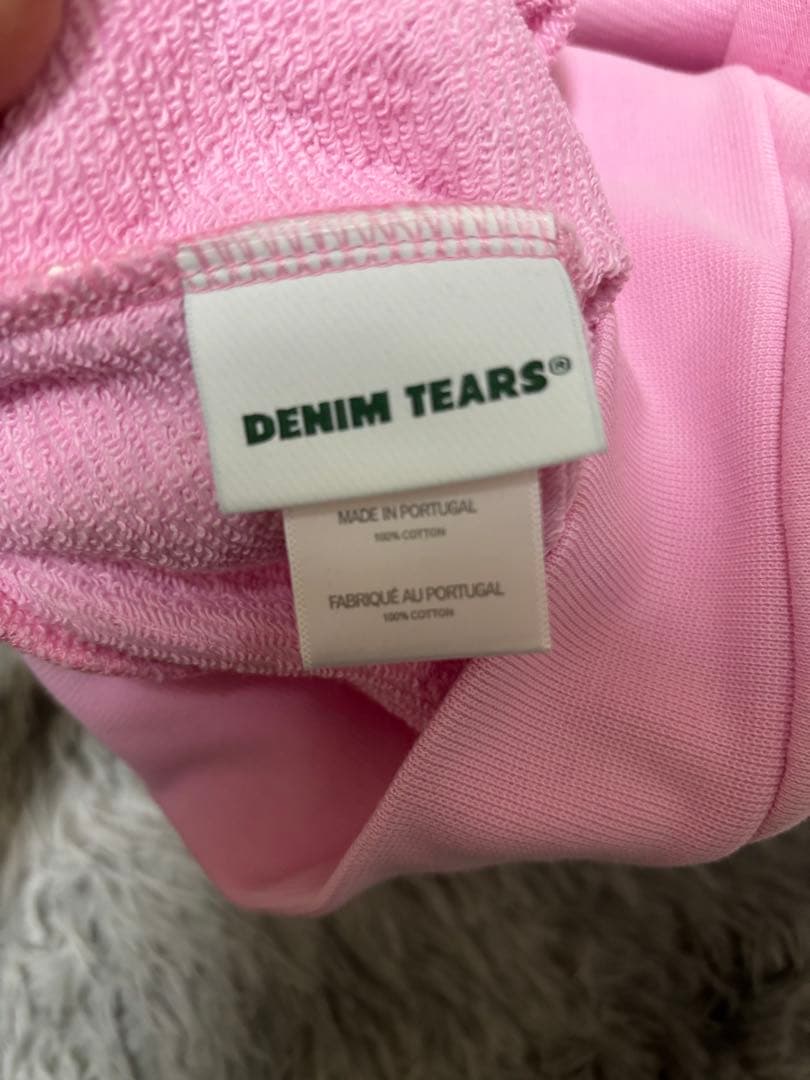 DENIM TEARS®
MADE IN PORTUGAL
100% COTTON
FABRIQUÉ AU PORTUGAL
100% COTTON